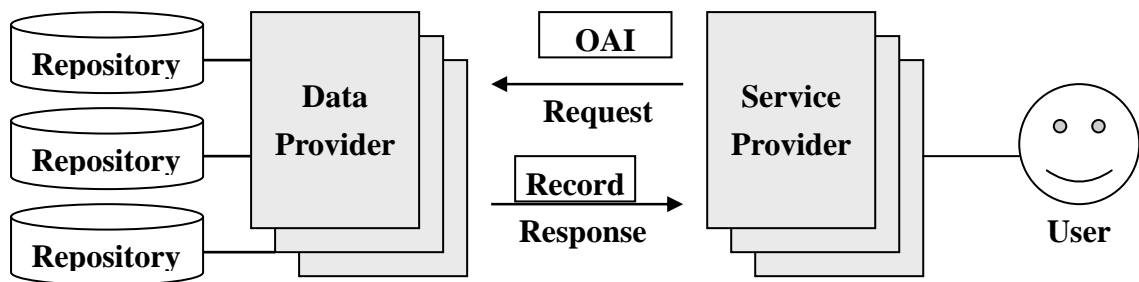 Repository
Repository
Repository
Data
Provider
OAI
Request
Record
Response
Service
Provider
User